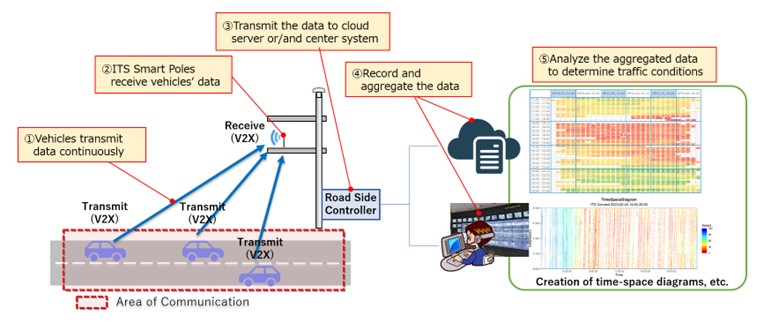 ③Transmit the data to cloud
server or/and center system
②ITS Smart Poles
receive vehicles' data
④Record and
aggregate the data
⑤Analyze the aggregated data
to determine traffic conditions
①Vehicles transmit
data continuously
Receive
(V2X)
Transmit
(V2X)
Transmit
(V2X)
Transmit
(V2X)
Road Side
Controller
TimeSpaceDiagram
Time
Creation of time-space diagrams, etc.
Area of Communication